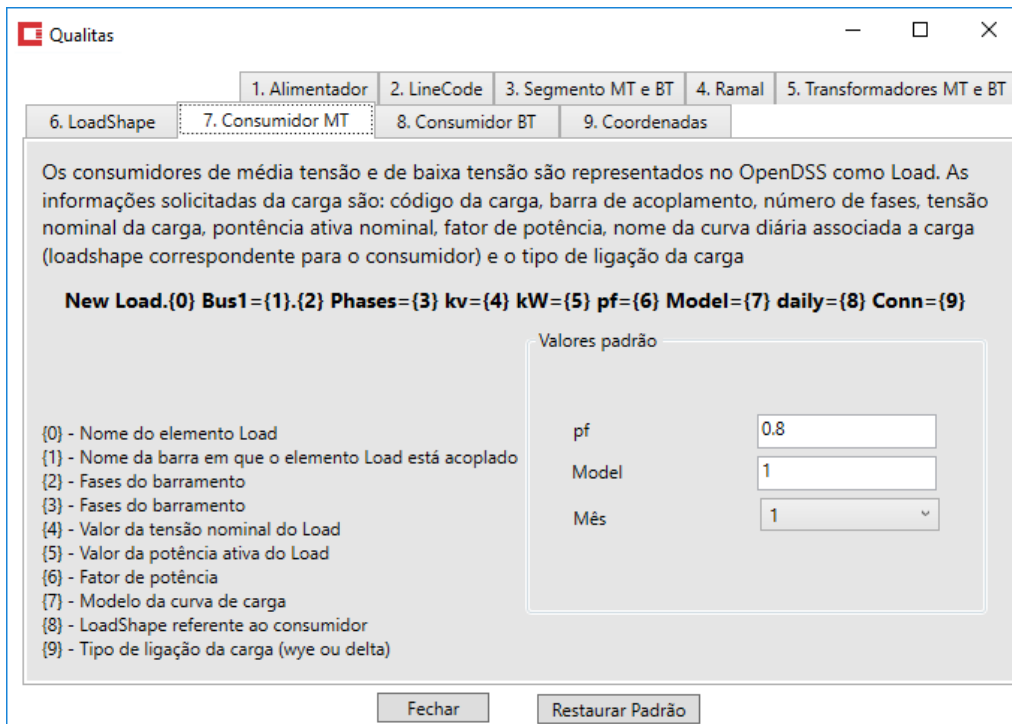 Qualitas
1. Alimentador 2. LineCode 3. Segmento MT e BT 4. Ramal 5. Transformadores MT e BT
6. LoadShape 7. Consumidor MT 8. Consumidor BT 9. Coordenadas
Os consumidores de média tensão e de baixa tensão são representados no OpenDSS como Load. As
informações solicitadas da carga são: código da carga, barra de acoplamento, número de fases, tensão
nominal da carga, pontência ativa nominal, fator de potência, nome da curva diária associada a carga
(loadshape correspondente para o consumidor) e o tipo de ligação da carga
New Load.{0} Bus1={1}.{2} Phases={3} kv={4} kW={5} pf={6} Model={7} daily={8} Conn={9}
Valores padrão
pf 0.8
Model 1
Mês 1
{0} - Nome do elemento Load
{1} - Nome da barra em que o elemento Load está acoplado
{2} - Fases do barramento
{3} - Fases do barramento
{4} - Valor da tensão nominal do Load
{5} - Valor da potência ativa do Load
{6} - Fator de potência
{7} - Modelo da curva de carga
{8} - LoadShape referente ao consumidor
{9} - Tipo de ligação da carga (wye ou delta)
Fechar Restaurar Padrão